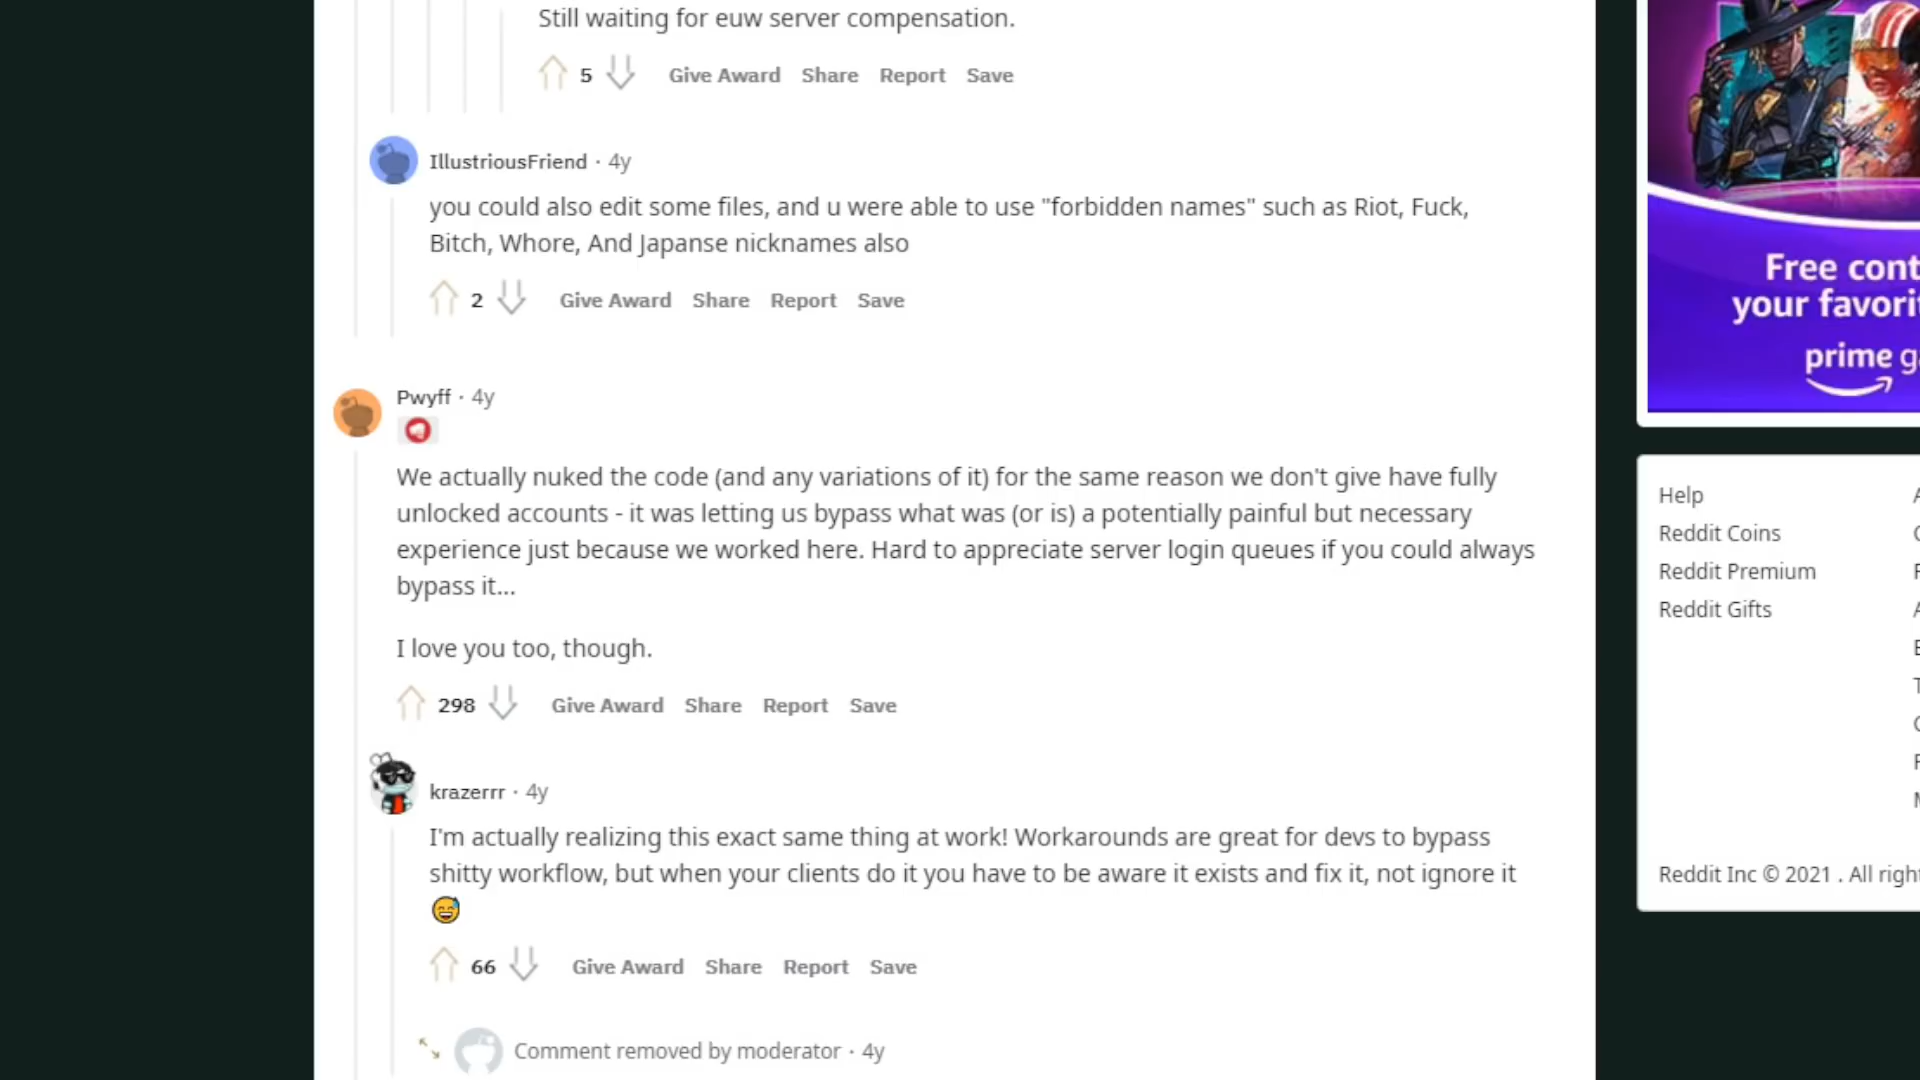 Still waiting for euw server compensation.
5 Give Award Share Report Save
IllustriousFriend · 4y
you could also edit some files, and u were able to use "forbidden names" such as Riot, Fuck,
Bitch, Whore, And Japanse nicknames also
2 Give Award Share Report Save
Pwyff · 4y
We actually nuked the code (and any variations of it) for the same reason we don't give have fully
unlocked accounts - it was letting us bypass what was (or is) a potentially painful but necessary
experience just because we worked here. Hard to appreciate server login queues if you could always
bypass it...
I love you too, though.
298 Give Award Share Report Save
krazerrr · 4y
I'm actually realizing this exact same thing at work! Workarounds are great for devs to bypass
shitty workflow, but when your clients do it you have to be aware it exists and fix it, not ignore it
😅
66 Give Award Share Report Save
Comment removed by moderator · 4y
Free cont
your favori
prime ga
Help
Reddit Coins
Reddit Premium
Reddit Gifts
Reddit Inc © 2021 . All righ